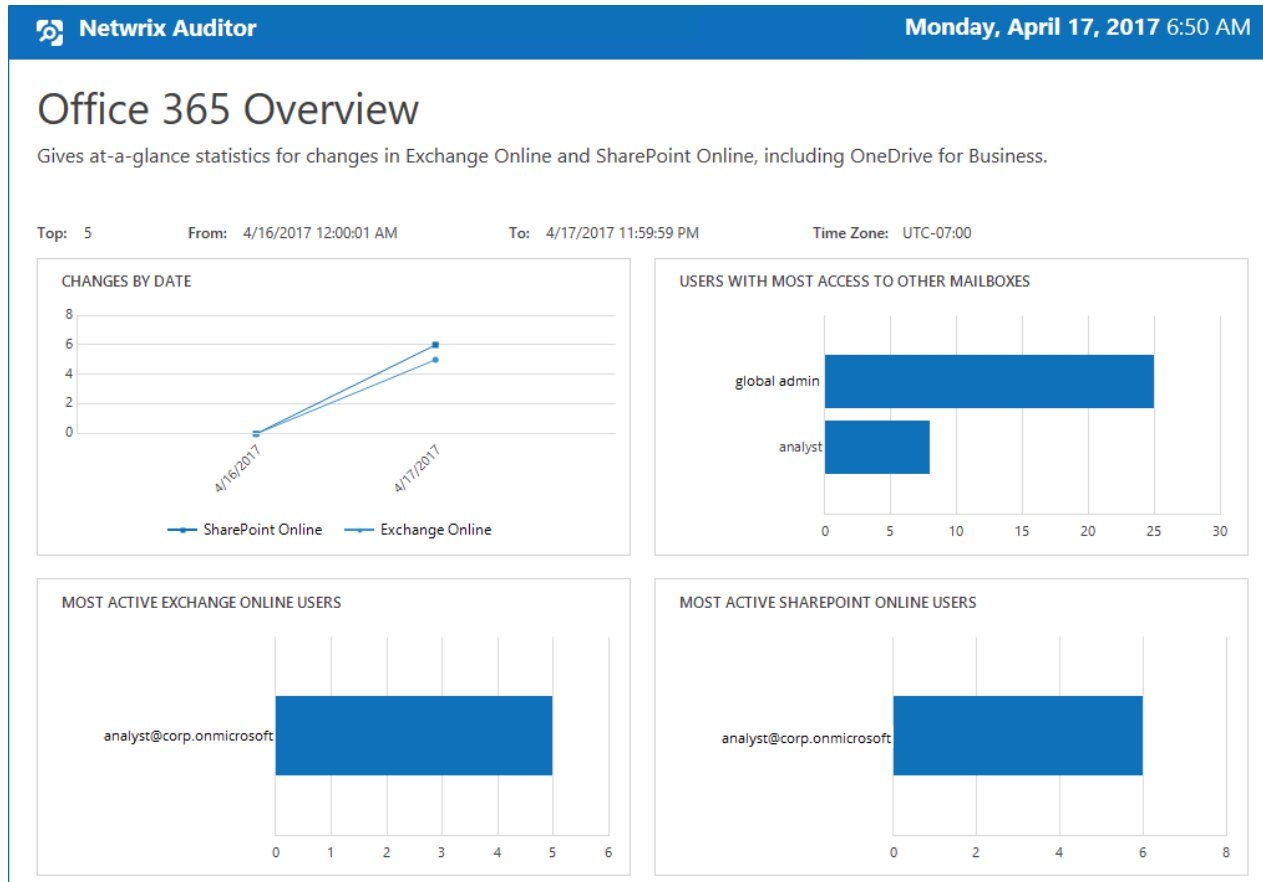 Netwrix Auditor
Monday, April 17, 2017 6:50 AM
Office 365 Overview
Gives at-a-glance statistics for changes in Exchange Online and SharePoint Online, including OneDrive for Business.
Top: 5 From: 4/16/2017 12:00:01 AM To: 4/17/2017 11:59:59 PM Time Zone: UTC-07:00
CHANGES BY DATE
8
6
4
2
0
4/16/2017 4/17/2017
SharePoint Online Exchange Online
USERS WITH MOST ACCESS TO OTHER MAILBOXES
global admin
analyst
0 5 10 15 20 25 30
MOST ACTIVE EXCHANGE ONLINE USERS
analyst@corp.onmicrosoft
0 1 2 3 4 5 6
MOST ACTIVE SHAREPOINT ONLINE USERS
analyst@corp.onmicrosoft
0 2 4 6 8